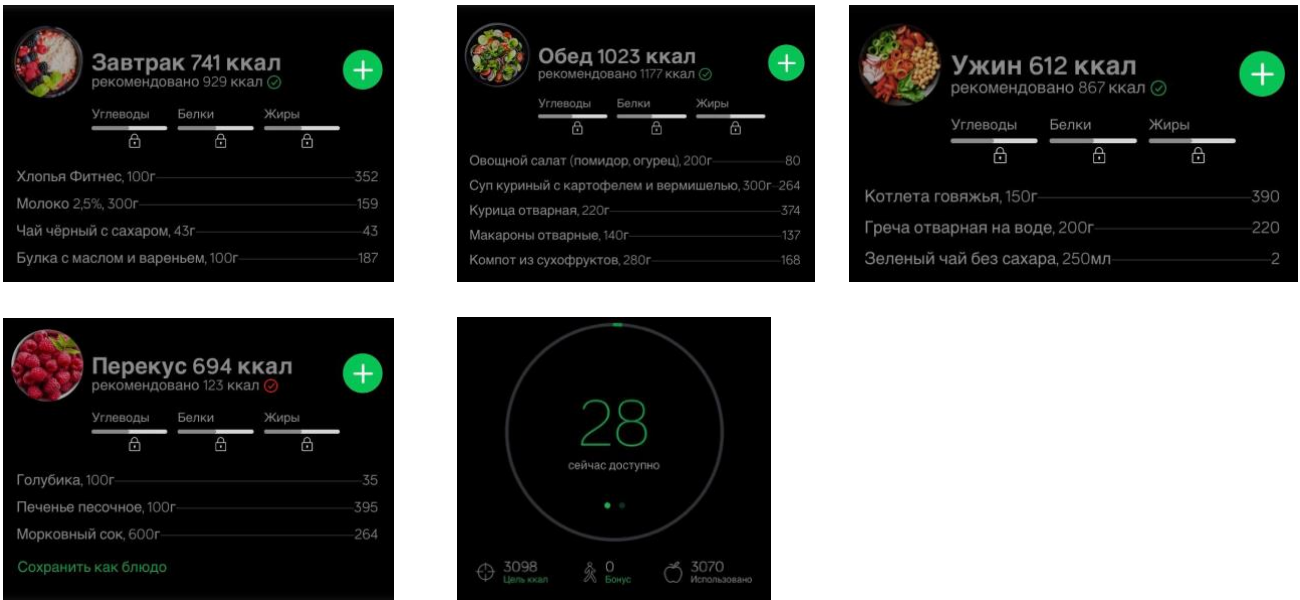 Завтрак 741 ккал
рекомендовано 929 ккал
Углеводы Белки Жиры
Хлопья Фитнес, 100г 352
Молоко 2,5%, 300г 159
Чай чёрный с сахаром, 43г 43
Булка с маслом и вареньем, 100г 187
Обед 1023 ккал
рекомендовано 1177 ккал
Углеводы Белки Жиры
Овощной салат (помидор, огурец), 200г 80
Суп куриный с картофелем и вермишелью, 300г 264
Курица отварная, 220г 374
Макароны отварные, 140г 137
Компот из сухофруктов, 280г 168
Ужин 612 ккал
рекомендовано 867 ккал
Углеводы Белки Жиры
Котлета говяжья, 150г 390
Греча отварная на воде, 200г 220
Зеленый чай без сахара, 250мл 2
Перекус 694 ккал
рекомендовано 123 ккал
Углеводы Белки Жиры
Голубика, 100г 35
Печенье песочное, 100г 395
Морковный сок, 600г 264
Сохранить как блюдо
28
сейчас доступно
3098 0 3070
Цель ккал Бонус Использовано